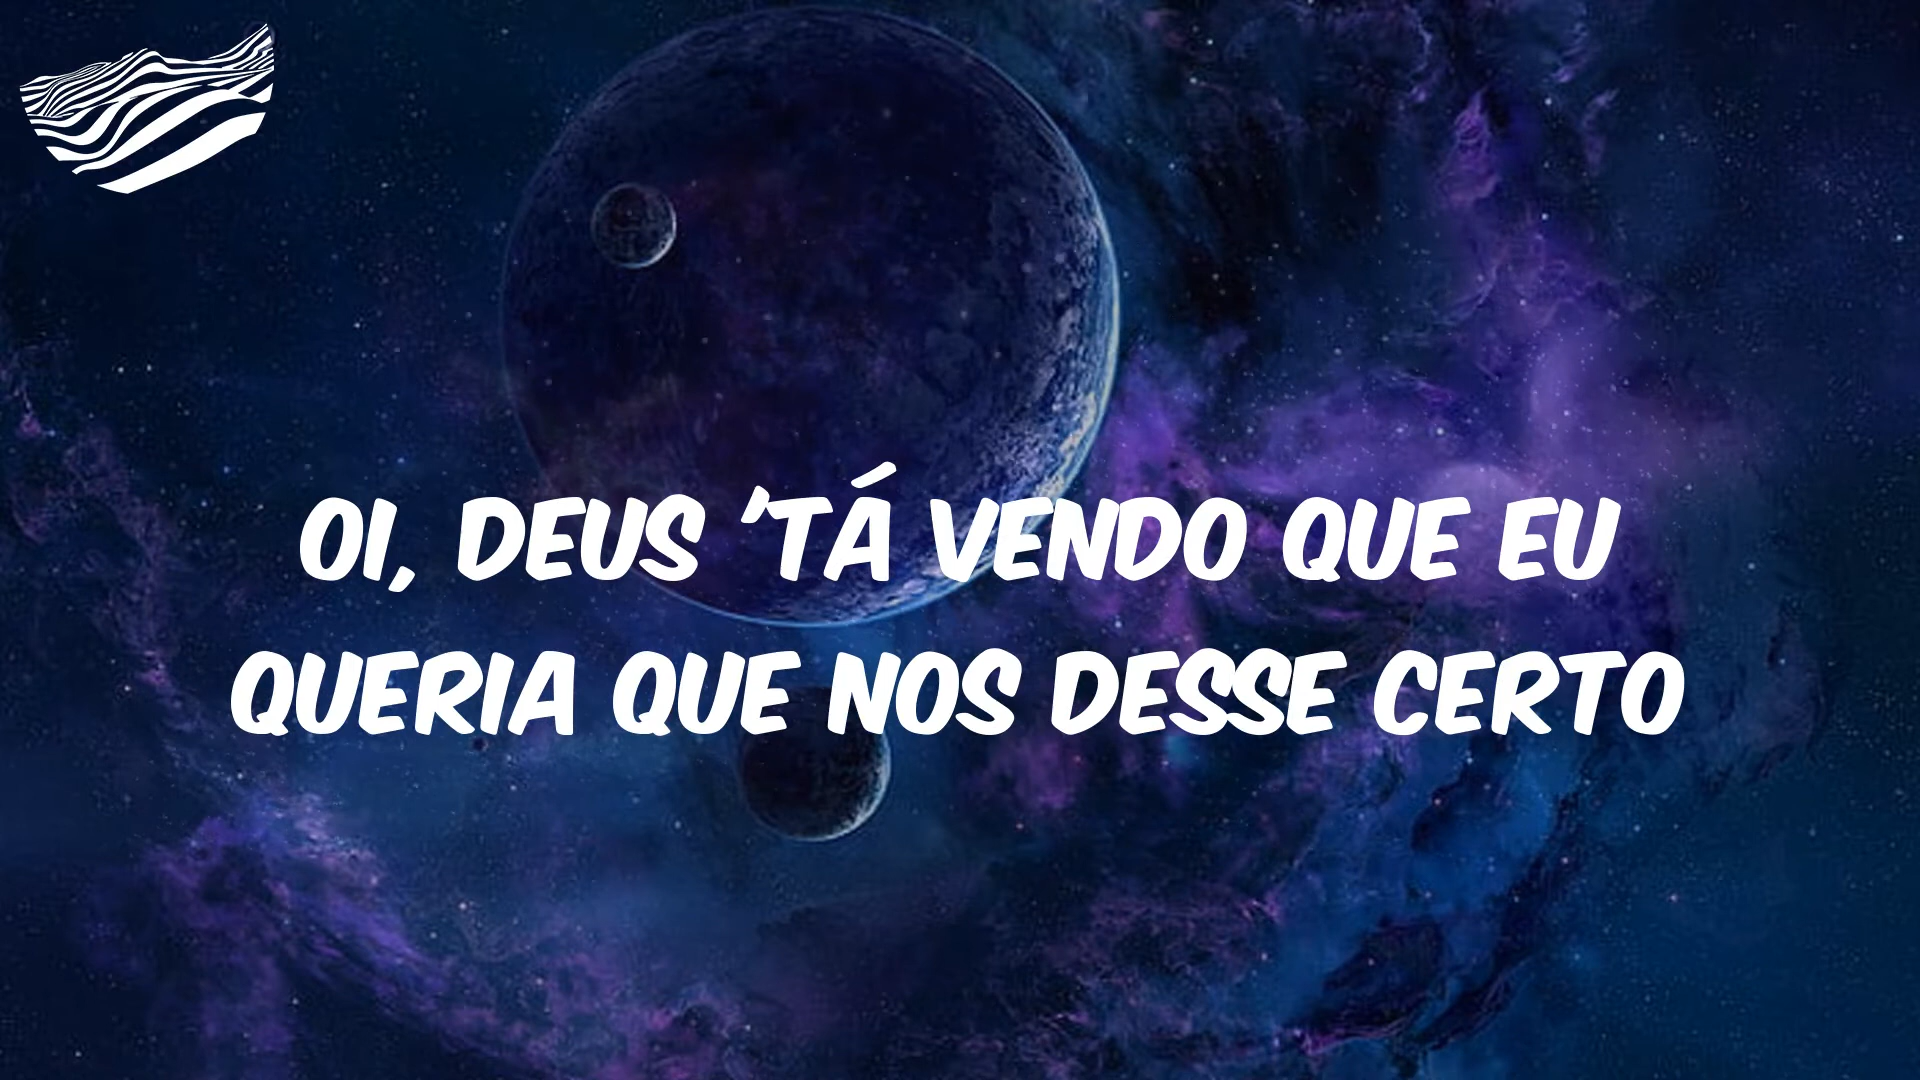 OI, DEUS 'TÁ VENDO QUE EU
QUERIA QUE NOS DESSE CERTO